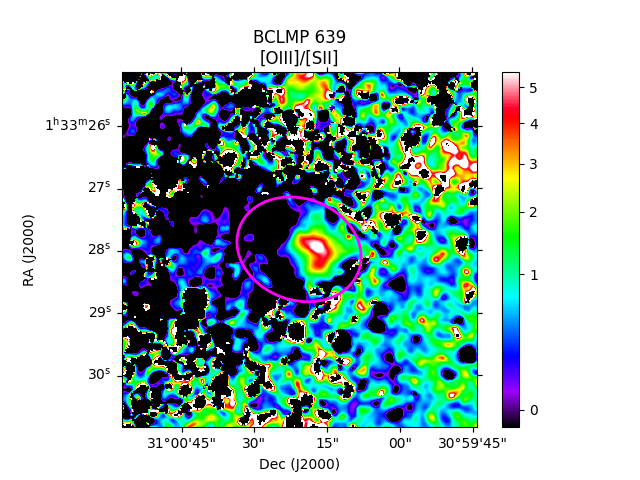 BCLMP 639
[OIII]/[SII]
1ʰ33ᵐ26ˢ
27ˢ
28ˢ
29ˢ
30ˢ
RA (J2000)
31°00'45" 30" 15" 00" 30°59'45"
Dec (J2000)
5
4
3
2
1
0